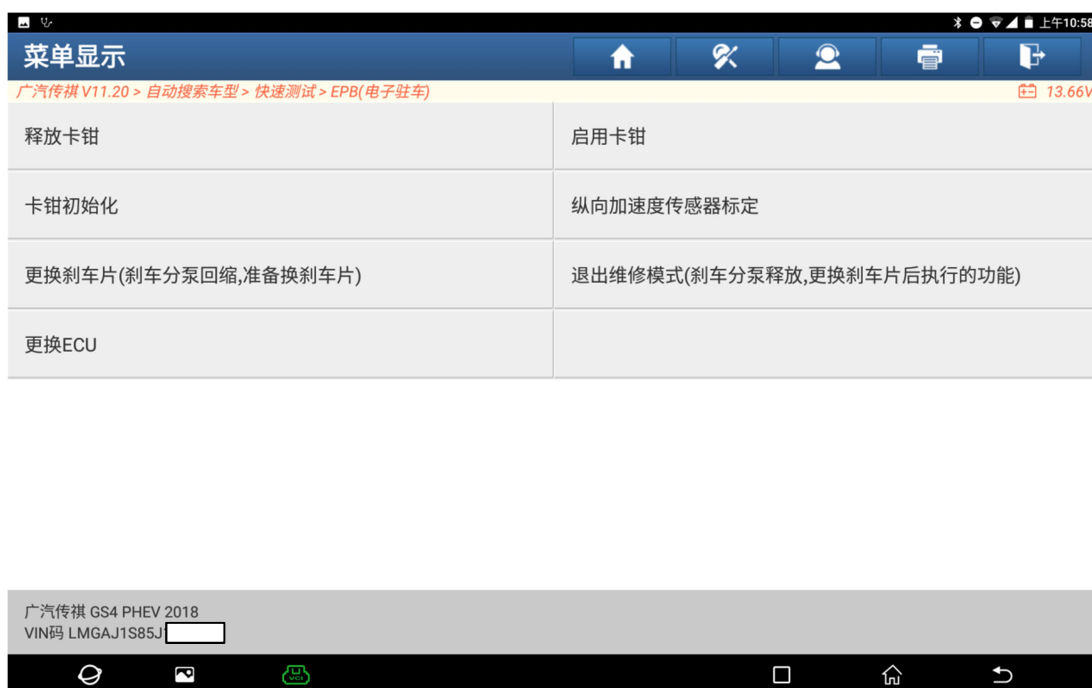 上午10:58
菜单显示
广汽传祺 V11.20 > 自动搜索车型 > 快速测试 > EPB(电子驻车)
13.66V
释放卡钳
启用卡钳
卡钳初始化
纵向加速度传感器标定
更换刹车片(刹车分泵回缩,准备换刹车片)
退出维修模式(刹车分泵释放,更换刹车片后执行的功能)
更换ECU
广汽传祺 GS4 PHEV 2018
VIN码 LMGAJ1S85J
VCI